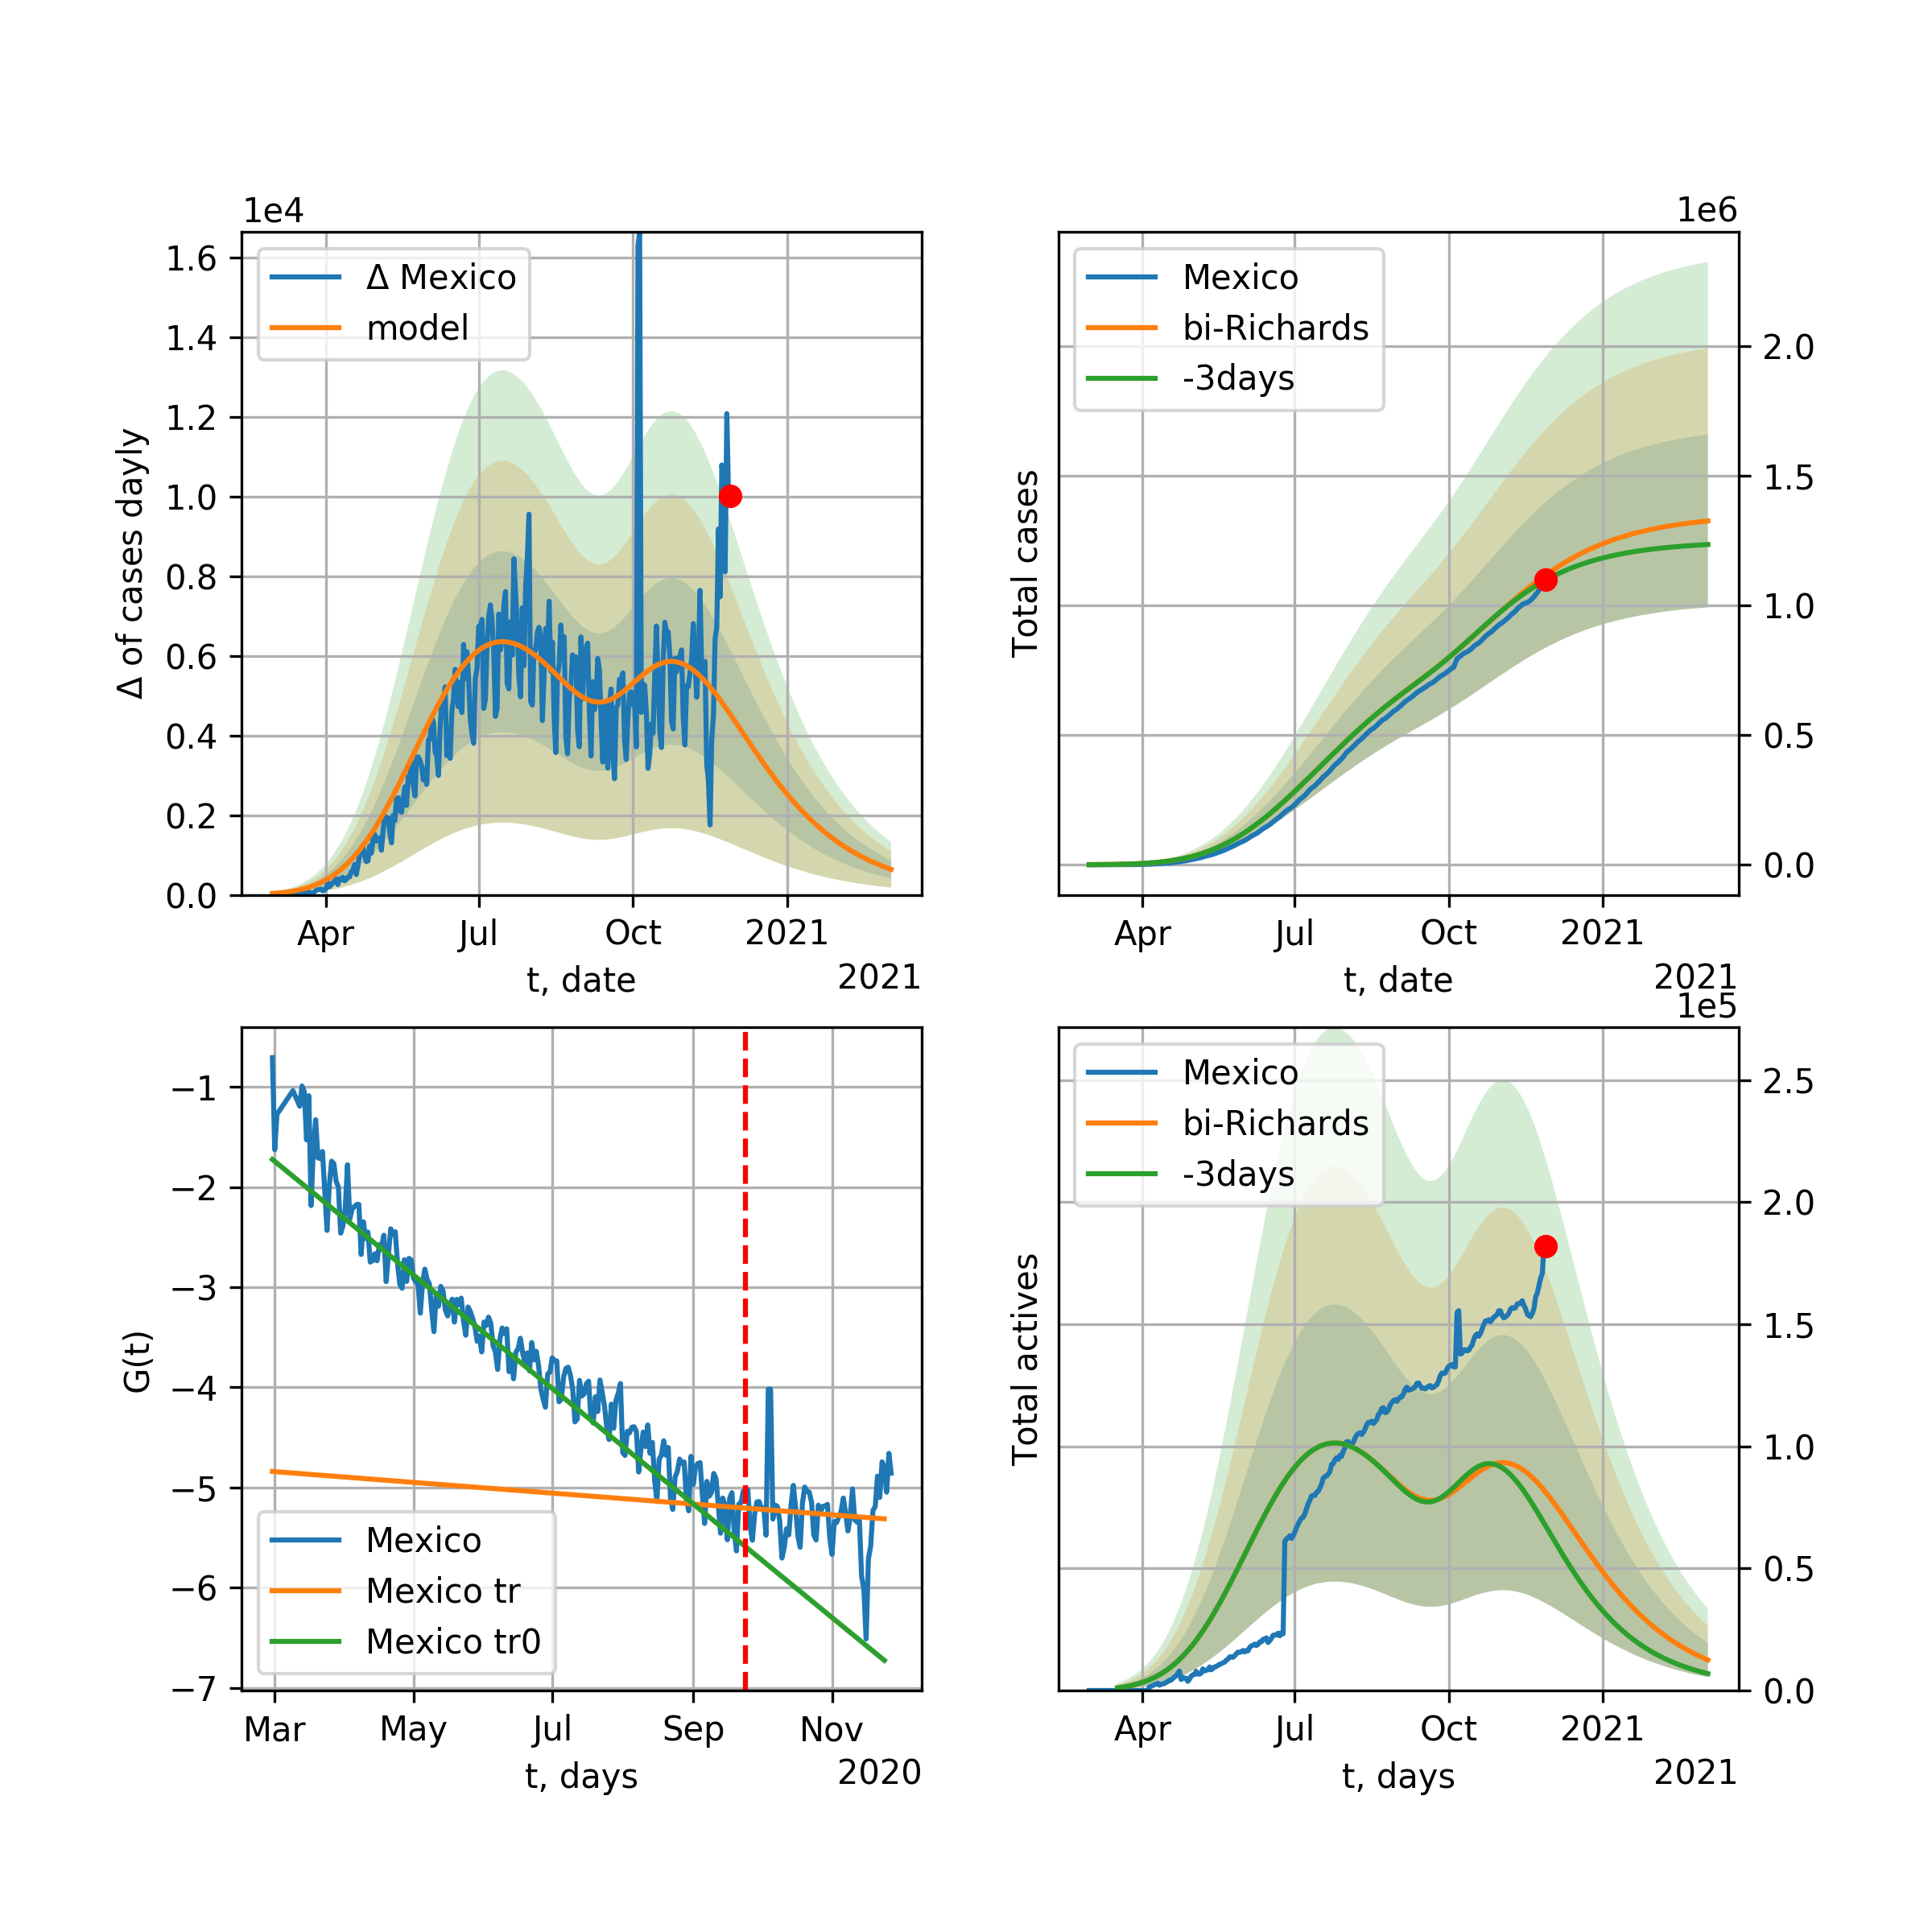 1e4
1.6
1.4
1.2
1.0
0.8
0.6
0.4
0.2
0.0
Δ of cases dayly
Δ Mexico
model
Apr Jul Oct 2021
t, date
2021
1e6
Total cases
Mexico
bi-Richards
-3days
2.0
1.5
1.0
0.5
0.0
Apr Jul Oct 2021
t, date
2021
G(t)
−1
−2
−3
−4
−5
−6
−7
Mexico
Mexico tr
Mexico tr0
Mar May Jul Sep Nov
t, days
2020
1e5
Total actives
Mexico
bi-Richards
-3days
2.5
2.0
1.5
1.0
0.5
0.0
Apr Jul Oct 2021
t, days
2021